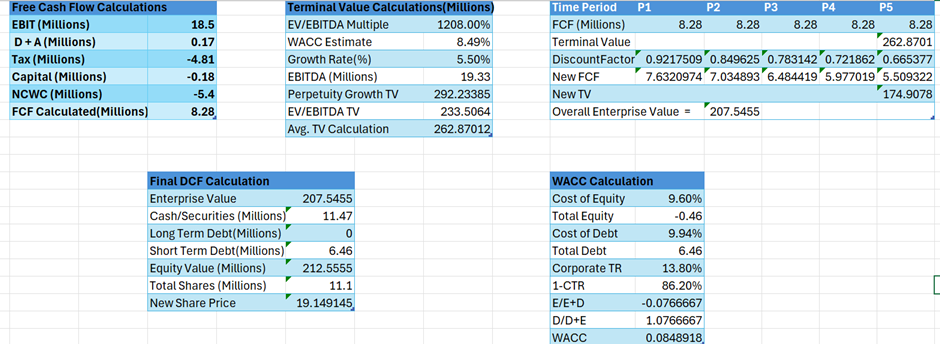 Free Cash Flow Calculations
EBIT (Millions) 18.5
D + A (Millions) 0.17
Tax (Millions) -4.81
Capital (Millions) -0.18
NCWC (Millions) -5.4
FCF Calculated(Millions) 8.28
Terminal Value Calculations(Millions)
EV/EBITDA Multiple 1208.00%
WACC Estimate 8.49%
Growth Rate(%) 5.50%
EBITDA (Millions) 19.33
Perpetuity Growth TV 292.23385
EV/EBITDA TV 233.5064
Avg. TV Calculation 262.87012
Time Period P1 P2 P3 P4 P5
FCF (Millions) 8.28 8.28 8.28 8.28 8.28
Terminal Value 262.8701
DiscountFactor 0.9217509 0.849625 0.783142 0.721862 0.665377
New FCF 7.6320974 7.034893 6.484419 5.977019 5.509322
New TV 174.9078
Overall Enterprise Value = 207.5455
Final DCF Calculation
Enterprise Value 207.5455
Cash/Securities (Millions) 11.47
Long Term Debt(Millions) 0
Short Term Debt(Millions) 6.46
Equity Value (Millions) 212.5555
Total Shares (Millions) 11.1
New Share Price 19.149145
WACC Calculation
Cost of Equity 9.60%
Total Equity -0.46
Cost of Debt 9.94%
Total Debt 6.46
Corporate TR 13.80%
1-CTR 86.20%
E/E+D -0.0766667
D/D+E 1.0766667
WACC 0.0848918